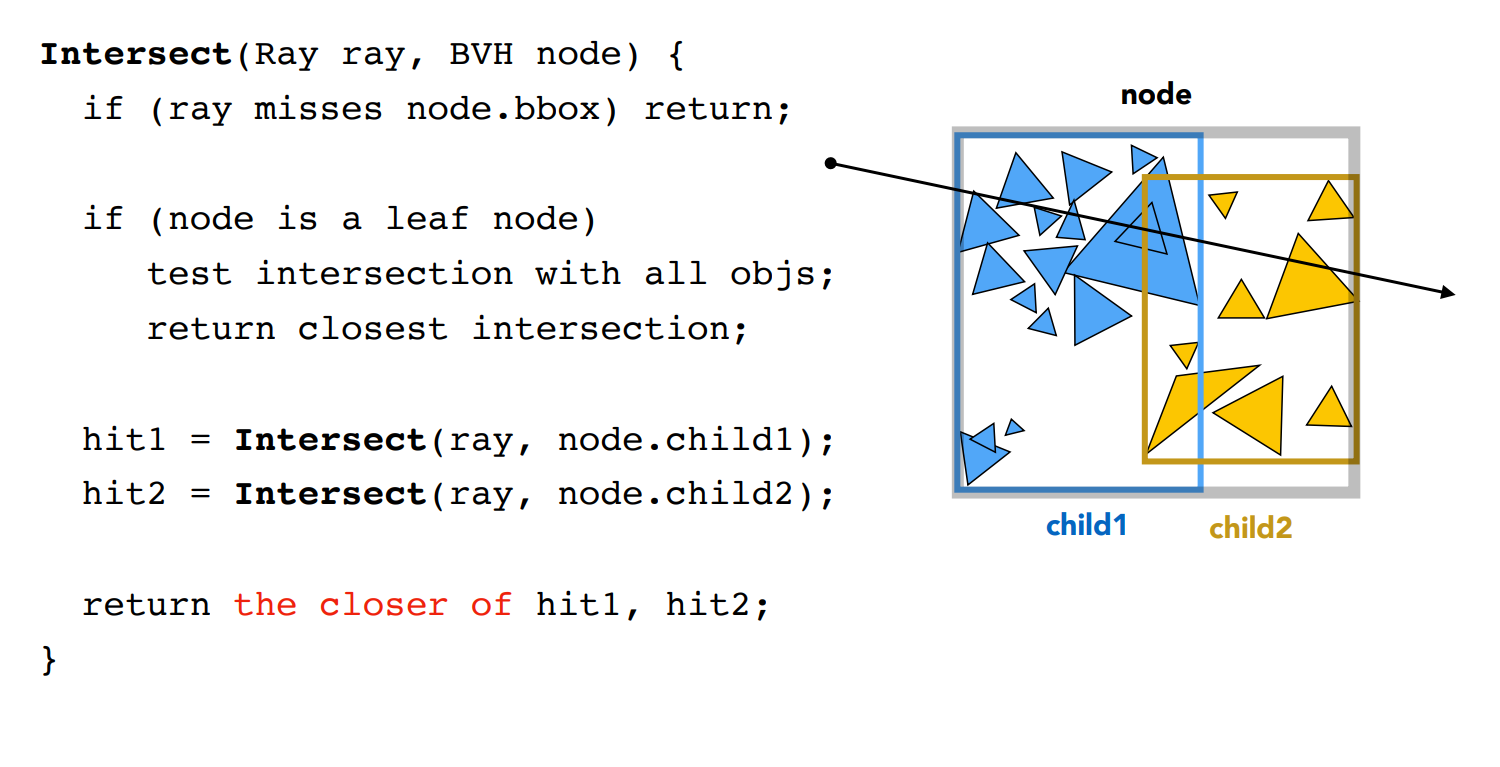 Intersect(Ray ray, BVH node) {
if (ray misses node.bbox) return;
if (node is a leaf node)
test intersection with all objs;
return closest intersection;
hit1 = Intersect(ray, node.child1);
hit2 = Intersect(ray, node.child2);
return the closer of hit1, hit2;
}
node
child1
child2